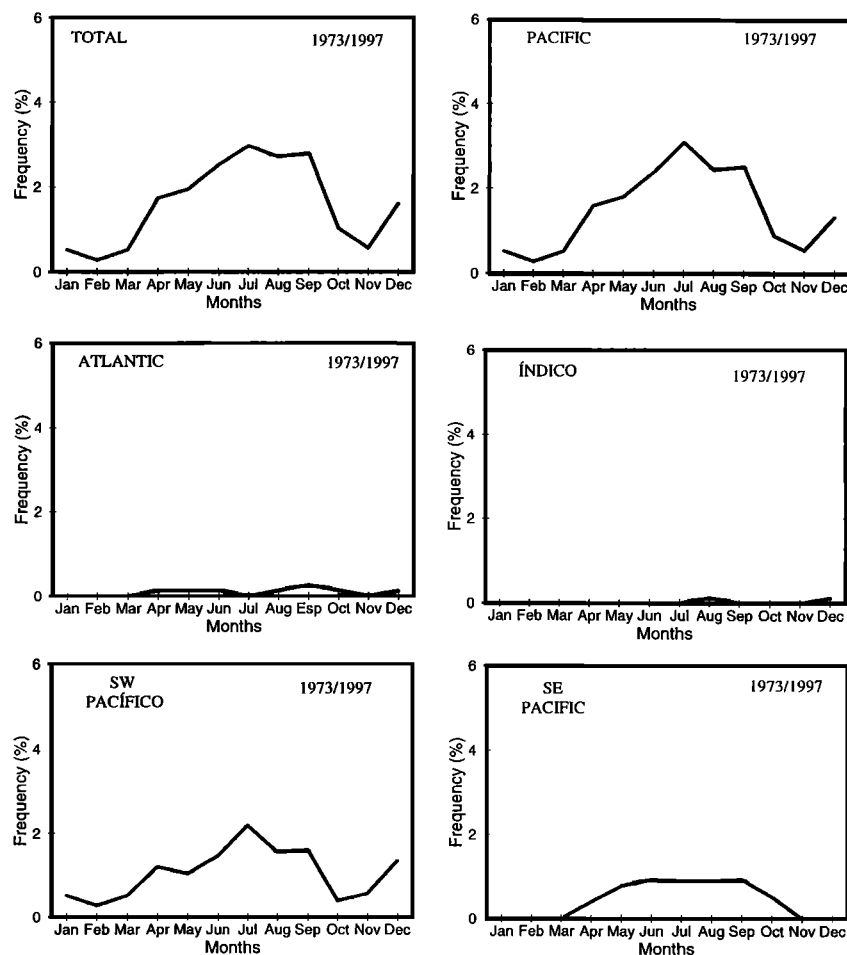 TOTAL 1973/1997
Frequency (%)
6
4
2
0
Jan Feb Mar Apr May Jun Jul Aug Sep Oct Nov Dec
Months
PACIFIC 1973/1997
Frequency (%)
6
4
2
0
Jan Feb Mar Apr May Jun Jul Aug Sep Oct Nov Dec
Months
ATLANTIC 1973/1997
Frequency (%)
6
4
2
0
Jan Feb Mar Apr May Jun Jul Aug Esp Oct Nov Dec
Months
ÍNDICO 1973/1997
Frequency (%)
6
4
2
0
Jan Feb Mar Apr May Jun Jul Aug Sep Oct Nov Dec
Months
SW
PACÍFICO 1973/1997
Frequency (%)
6
4
2
0
Jan Feb Mar Apr May Jun Jul Aug Sep Oct Nov Dec
Months
SE
PACIFIC 1973/1997
Frequency (%)
6
4
2
0
Jan Feb Mar Apr May Jun Jul Aug Sep Oct Nov Dec
Months